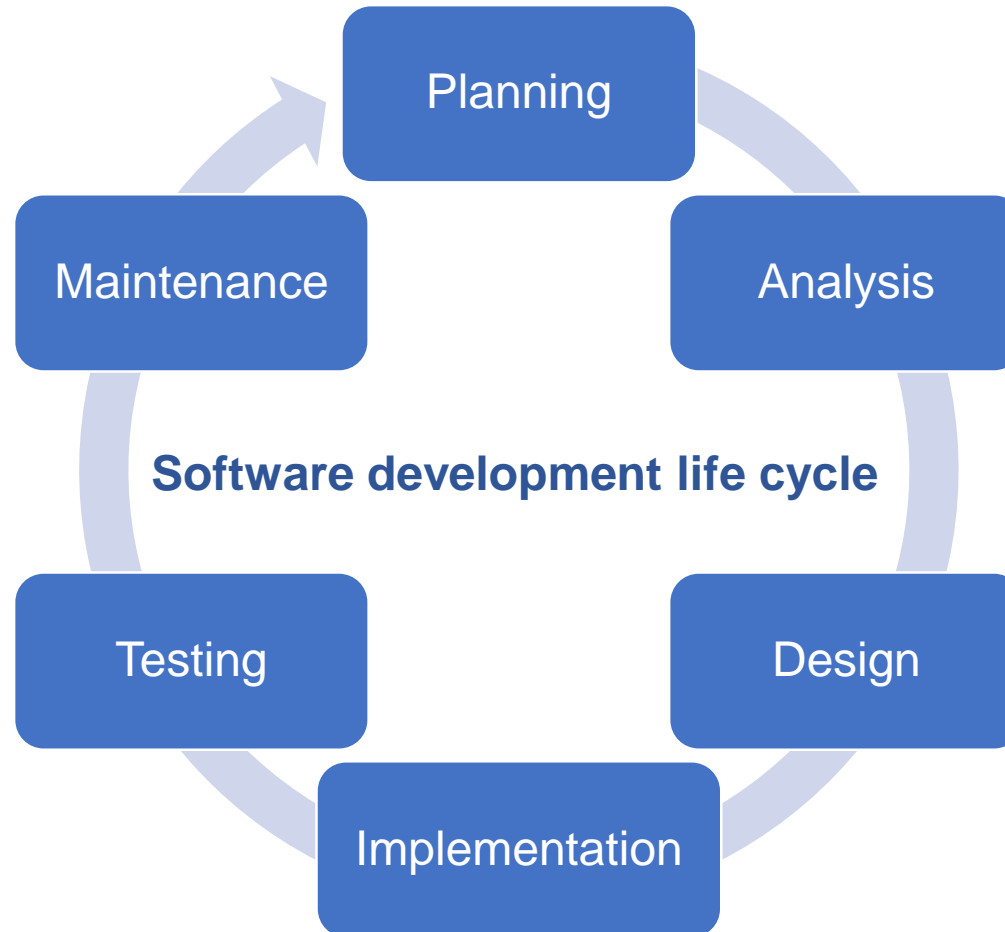 Planning
Analysis
Design
Implementation
Testing
Maintenance
Software development life cycle